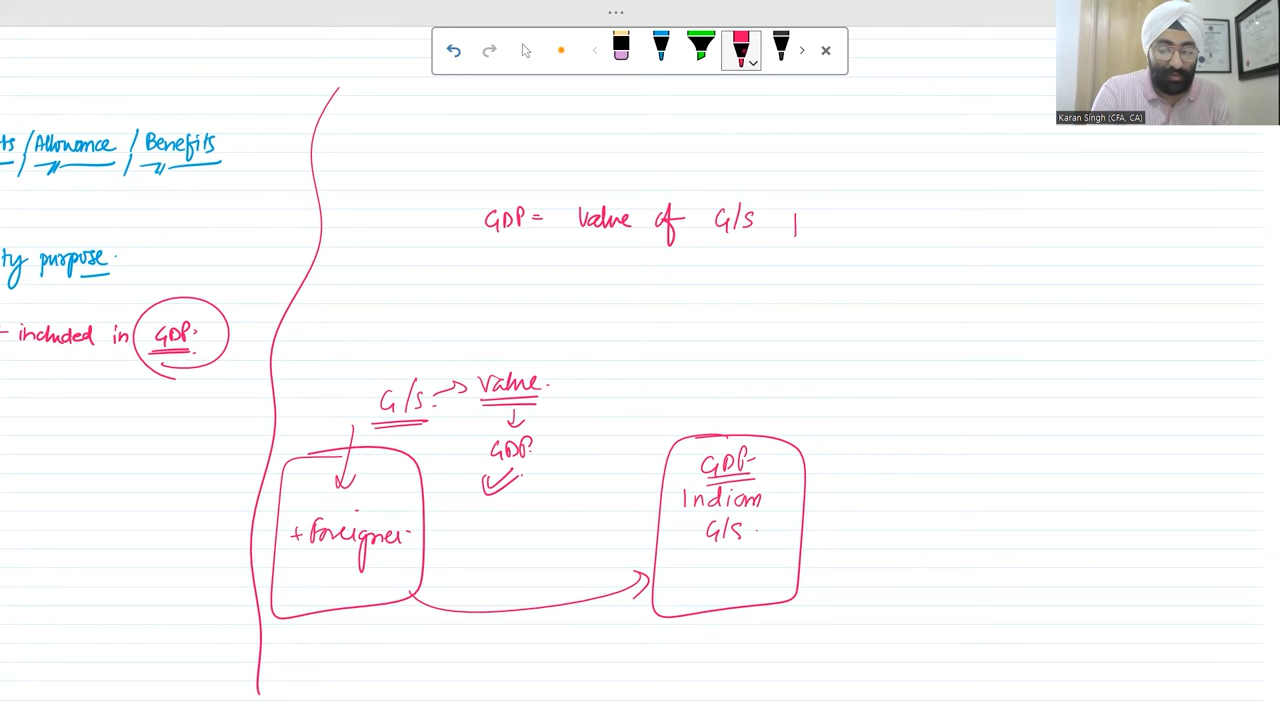 Karan Singh (CFA, CA)
ts / Allowance / Benefits
ty purpose.
included in GDP.
GDP = Value of G/S
G/S. → Value.
↓
GDP.
+ Foreigner
GDP
Indian
G/S.